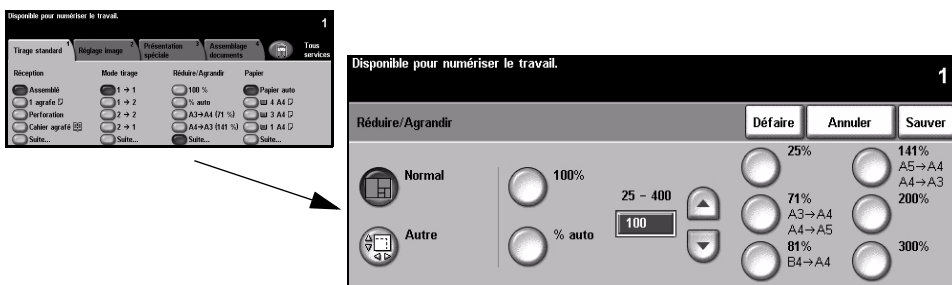 Disponible pour numériser le travail.
1
Tirage standard 1
Réglage image 2
Présentation spéciale 3
Assemblage documents 4
Tous services
Réception
Mode tirage
Réduire/Agrandir
Papier
Assemblé
1 → 1
100 %
Papier auto
1 agrafe
1 → 2
% auto
4 A4
Perforation
2 → 2
A3→A4 (71 %)
3 A4
Cahier agrafé
2 → 1
A4→A3 (141 %)
1 A4
Suite...
Suite...
Suite...
Suite...
Disponible pour numériser le travail.
1
Réduire/Agrandir
Défaire
Annuler
Sauver
Normal
Autre
100%
% auto
25 - 400
100
25%
71%
A3→A4
A4→A5
81%
B4→A4
141%
A5→A4
A4→A3
200%
300%